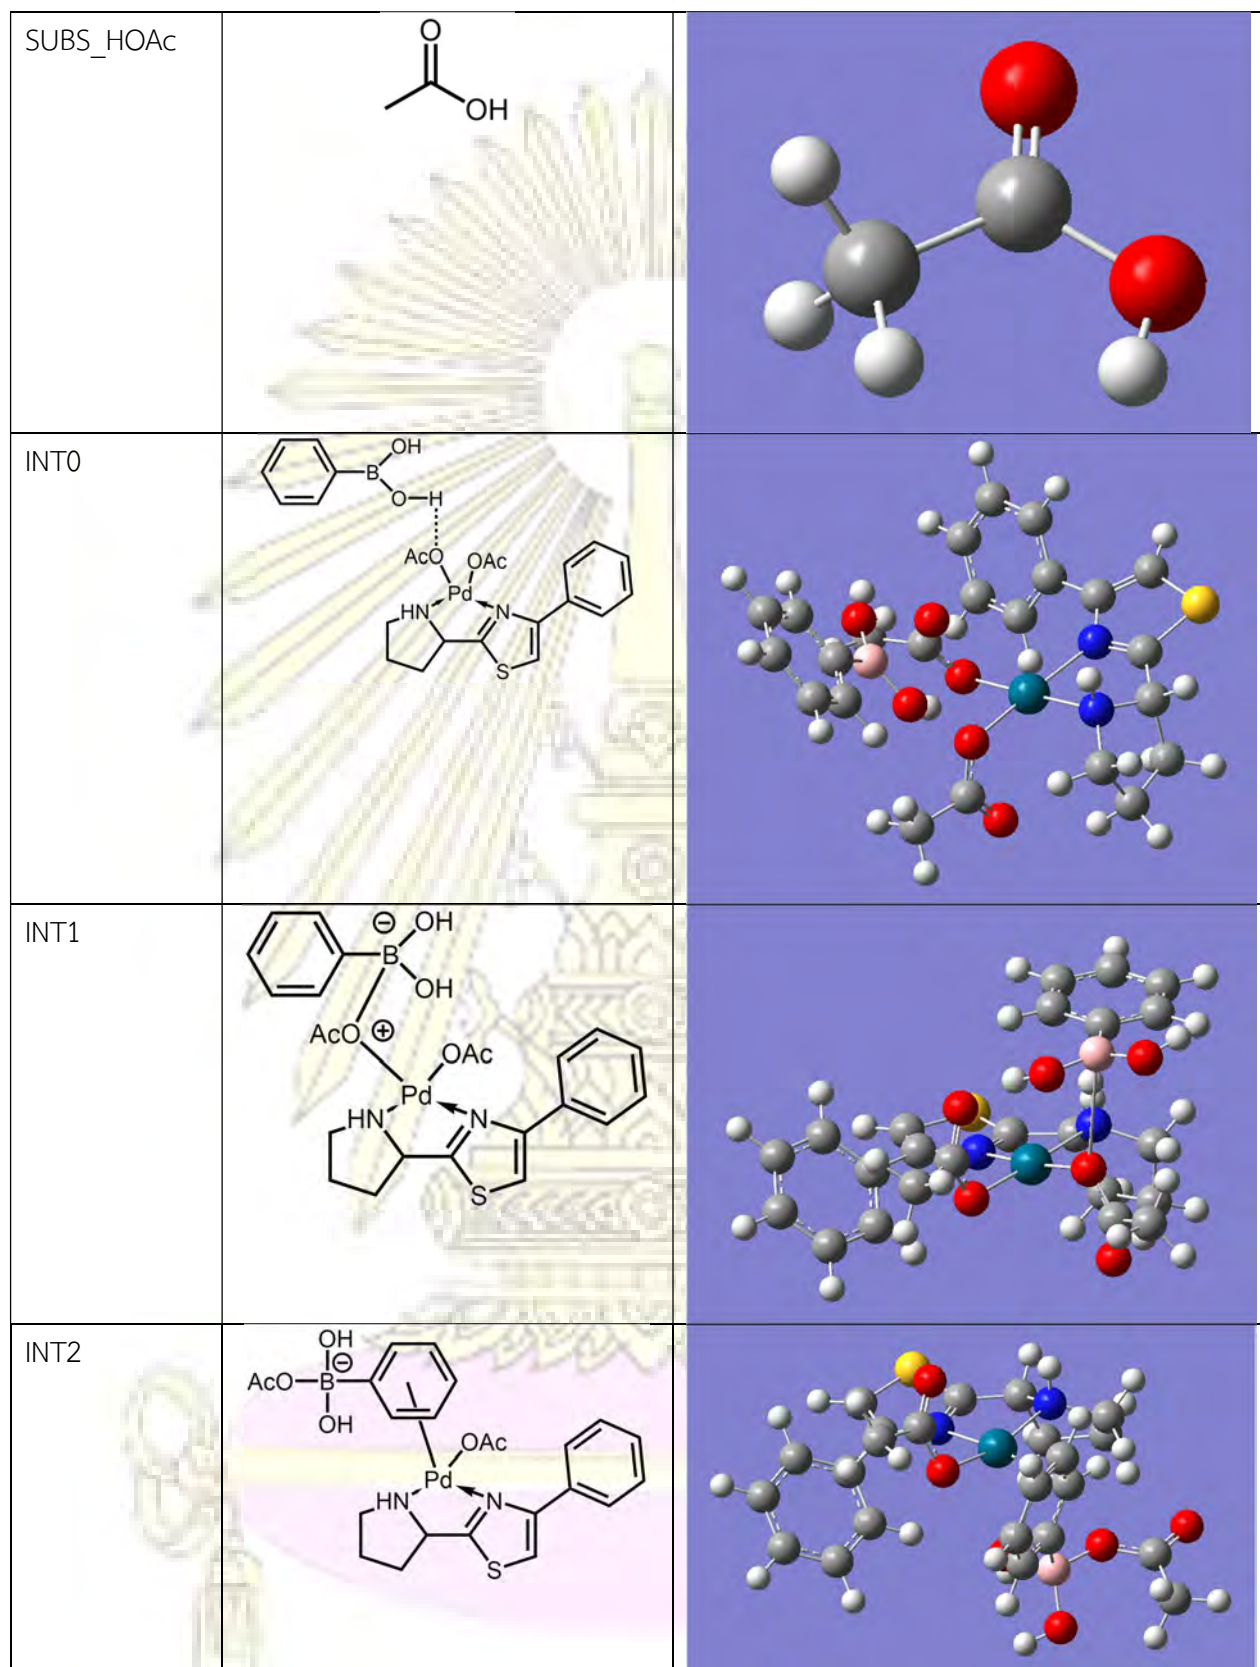 SUBS_HOAc
O
OH
INT0
OH
B
O H
AcO OAc
Pd
HN N
S
INT1
⊖ OH
B
OH
AcO ⊕
OAc
Pd
HN N
S
INT2
OH
⊖
AcO B
OH
OAc
Pd
HN N
S